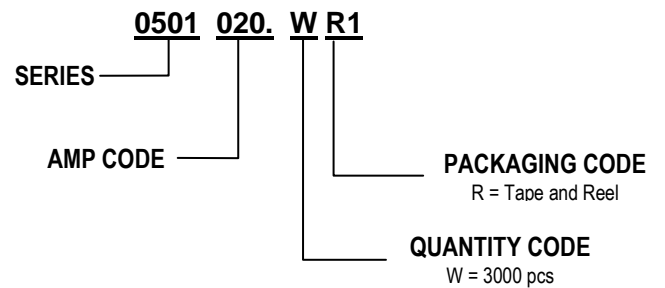 0501 020. W R1
SERIES
AMP CODE
PACKAGING CODE
R = Tape and Reel
QUANTITY CODE
W = 3000 pcs